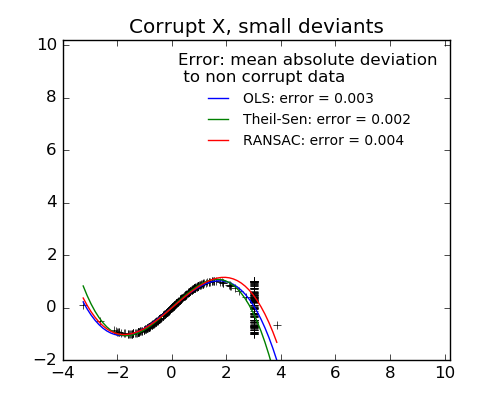 Corrupt X, small deviants
Error: mean absolute deviation
to non corrupt data
OLS: error = 0.003
Theil-Sen: error = 0.002
RANSAC: error = 0.004
10
8
6
4
2
0
−2
−4 −2 0 2 4 6 8 10